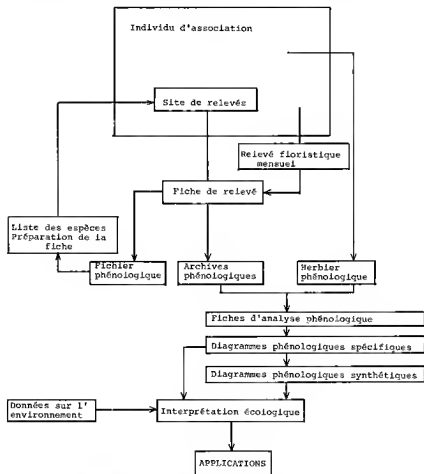 Individu d'association
Site de relevés
Relevé floristique
mensuel
Fiche de relevé
Liste des espèces
Préparation de la
fiche
Fichier
phénologique
Archives
phénologiques
Herbier
phénologique
Fiches d'analyse phénologique
Diagrammes phénologiques spécifiques
Diagrammes phénologiques synthétiques
Données sur l'
environnement
Interprétation écologique
APPLICATIONS